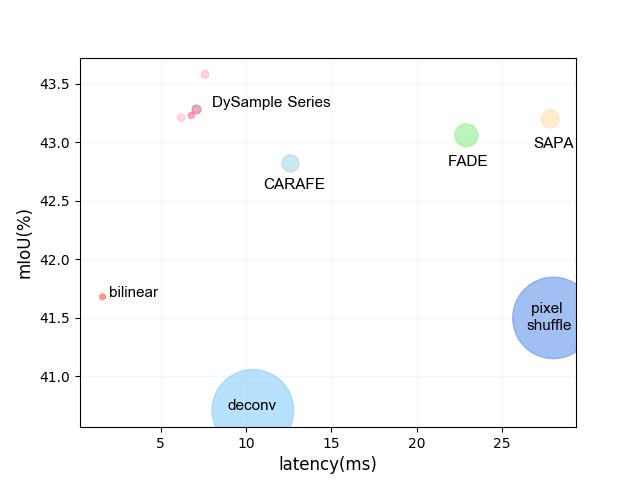 43.5
43.0
42.5
42.0
41.5
41.0
mIoU(%)
DySample Series
SAPA
FADE
CARAFE
bilinear
pixel
shuffle
deconv
5
10
15
20
25
latency(ms)